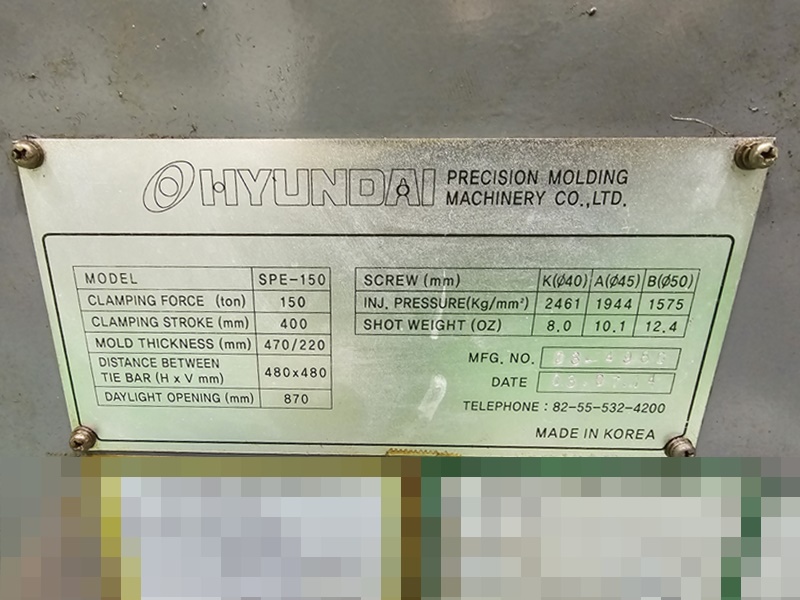 HYUNDAI PRECISION MOLDING
MACHINERY CO.,LTD.
MODEL SPE-150
CLAMPING FORCE (ton) 150
CLAMPING STROKE (mm) 400
MOLD THICKNESS (mm) 470/220
DISTANCE BETWEEN
TIE BAR (H x V mm) 480x480
DAYLIGHT OPENING (mm) 870
SCREW (mm) K(Ø40) A(Ø45) B(Ø50)
INJ. PRESSURE(Kg/mm²) 2461 1944 1575
SHOT WEIGHT (OZ) 8.0 10.1 12.4
MFG. NO.
DATE
TELEPHONE : 82-55-532-4200
MADE IN KOREA